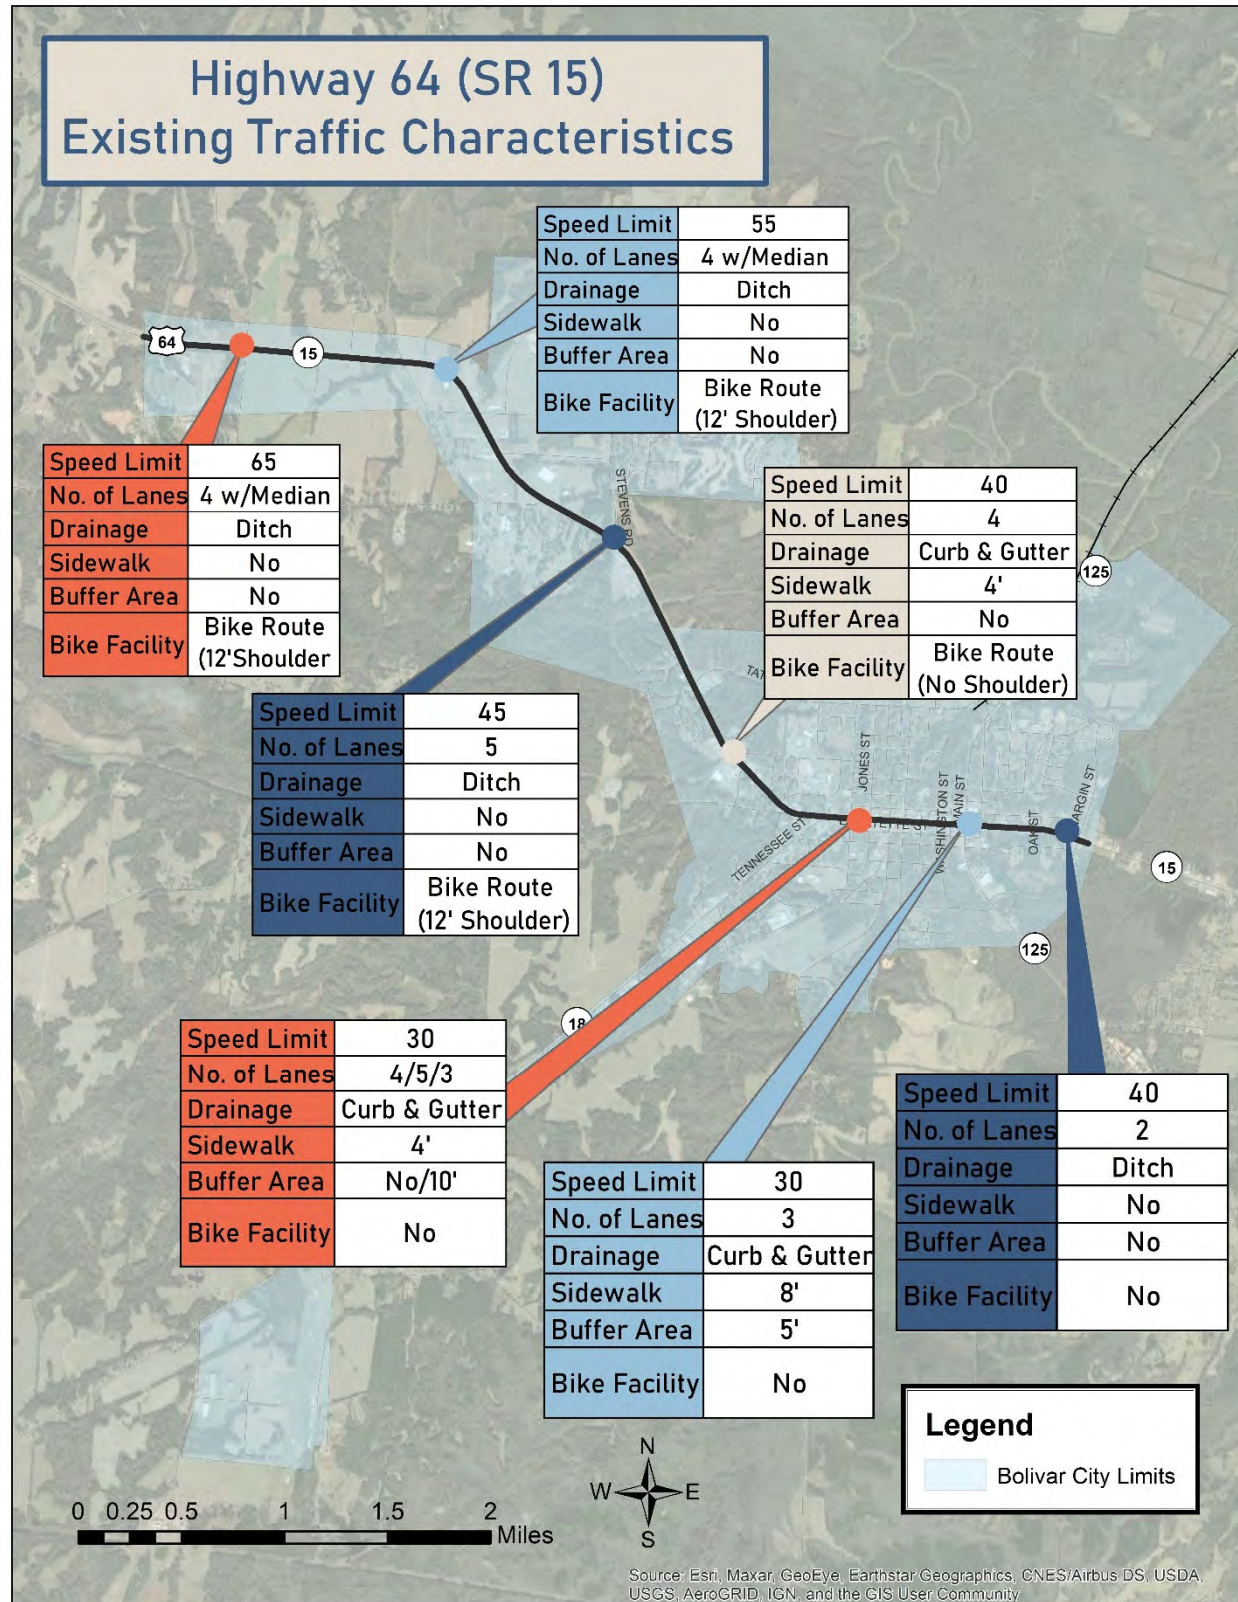 Highway 64 (SR 15)
Existing Traffic Characteristics
Speed Limit 55
No. of Lanes 4 w/Median
Drainage Ditch
Sidewalk No
Buffer Area No
Bike Facility Bike Route
(12' Shoulder)
64
15
Speed Limit 65
No. of Lanes 4 w/Median
Drainage Ditch
Sidewalk No
Buffer Area No
Bike Facility Bike Route
(12'Shoulder
STEVENS RD
Speed Limit 40
No. of Lanes 4
Drainage Curb & Gutter
Sidewalk 4'
Buffer Area No
Bike Facility Bike Route
(No Shoulder)
125
Speed Limit 45
No. of Lanes 5
Drainage Ditch
Sidewalk No
Buffer Area No
Bike Facility Bike Route
(12' Shoulder)
JONES ST
TENNESSEE ST
WASHINGTON ST
MAIN ST
OAK ST
15
125
18
Speed Limit 30
No. of Lanes 4/5/3
Drainage Curb & Gutter
Sidewalk 4'
Buffer Area No/10'
Bike Facility No
Speed Limit 30
No. of Lanes 3
Drainage Curb & Gutter
Sidewalk 8'
Buffer Area 5'
Bike Facility No
Speed Limit 40
No. of Lanes 2
Drainage Ditch
Sidewalk No
Buffer Area No
Bike Facility No
Legend
Bolivar City Limits
N
W E
S
0 0.25 0.5 1 1.5 2
Miles
Source: Esri, Maxar, GeoEye, Earthstar Geographics, CNES/Airbus DS, USDA,
USGS, AeroGRID, IGN, and the GIS User Community